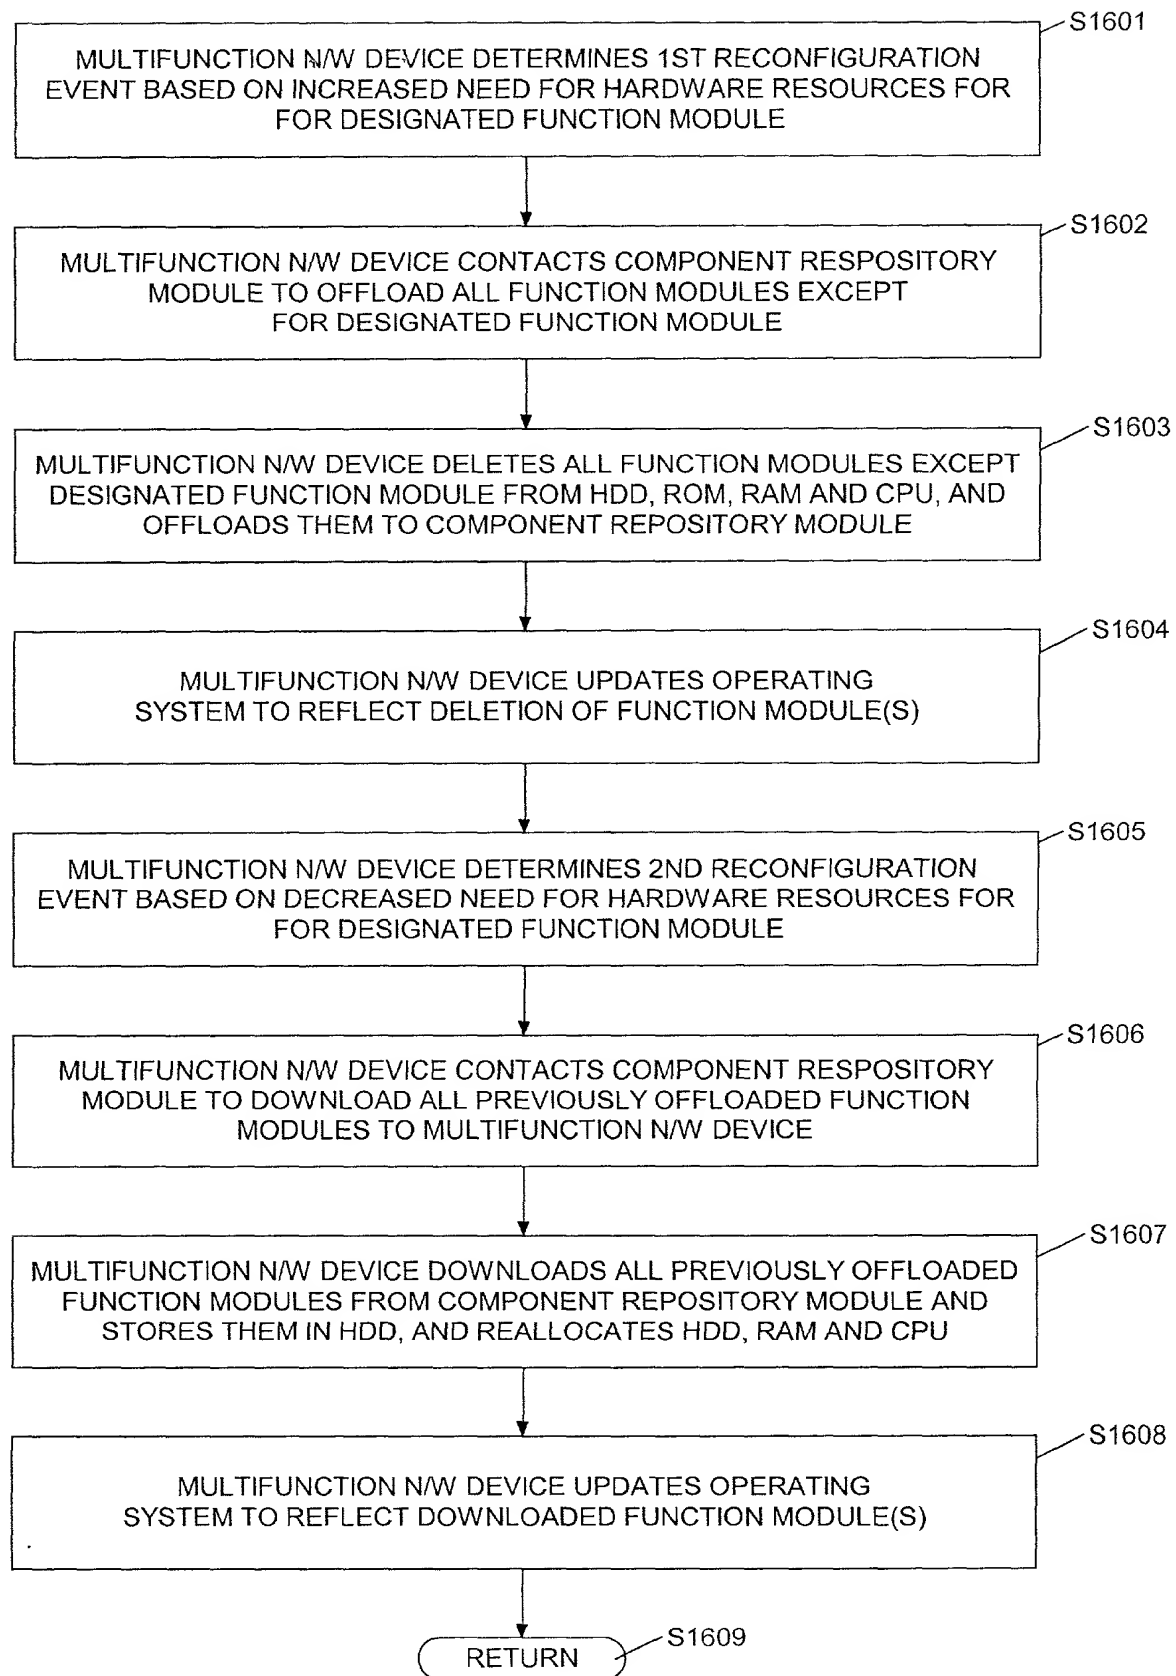 S1601
MULTIFUNCTION N/W DEVICE DETERMINES 1ST RECONFIGURATION
EVENT BASED ON INCREASED NEED FOR HARDWARE RESOURCES FOR
FOR DESIGNATED FUNCTION MODULE
S1602
MULTIFUNCTION N/W DEVICE CONTACTS COMPONENT RESPOSITORY
MODULE TO OFFLOAD ALL FUNCTION MODULES EXCEPT
FOR DESIGNATED FUNCTION MODULE
S1603
MULTIFUNCTION N/W DEVICE DELETES ALL FUNCTION MODULES EXCEPT
DESIGNATED FUNCTION MODULE FROM HDD, ROM, RAM AND CPU, AND
OFFLOADS THEM TO COMPONENT REPOSITORY MODULE
S1604
MULTIFUNCTION N/W DEVICE UPDATES OPERATING
SYSTEM TO REFLECT DELETION OF FUNCTION MODULE(S)
S1605
MULTIFUNCTION N/W DEVICE DETERMINES 2ND RECONFIGURATION
EVENT BASED ON DECREASED NEED FOR HARDWARE RESOURCES FOR
FOR DESIGNATED FUNCTION MODULE
S1606
MULTIFUNCTION N/W DEVICE CONTACTS COMPONENT RESPOSITORY
MODULE TO DOWNLOAD ALL PREVIOUSLY OFFLOADED FUNCTION
MODULES TO MULTIFUNCTION N/W DEVICE
S1607
MULTIFUNCTION N/W DEVICE DOWNLOADS ALL PREVIOUSLY OFFLOADED
FUNCTION MODULES FROM COMPONENT REPOSITORY MODULE AND
STORES THEM IN HDD, AND REALLOCATES HDD, RAM AND CPU
S1608
MULTIFUNCTION N/W DEVICE UPDATES OPERATING
SYSTEM TO REFLECT DOWNLOADED FUNCTION MODULE(S)
S1609
RETURN